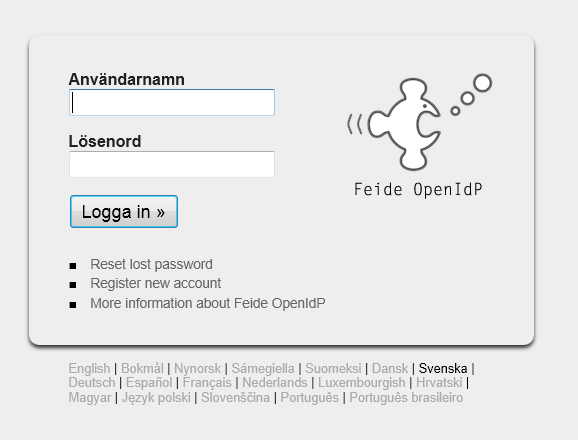 Användarnamn
Lösenord
Logga in »
Feide OpenIdP
Reset lost password
Register new account
More information about Feide OpenIdP
English | Bokmål | Nynorsk | Sámegiella | Suomeksi | Dansk | Svenska |
Deutsch | Español | Français | Nederlands | Luxembourgish | Hrvatski |
Magyar | Język polski | Slovenščina | Português | Português brasileiro